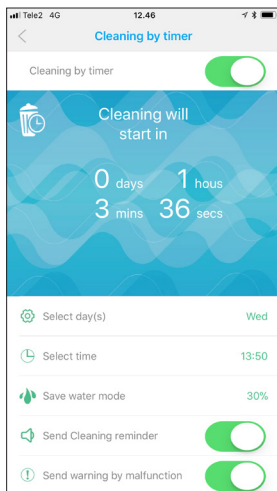 Tele2 4G 12.46
Cleaning by timer
Cleaning by timer
Cleaning will
start in
0 days 1 hous
3 mins 36 secs
Select day(s) Wed
Select time 13:50
Save water mode 30%
Send Cleaning reminder
Send warning by malfunction